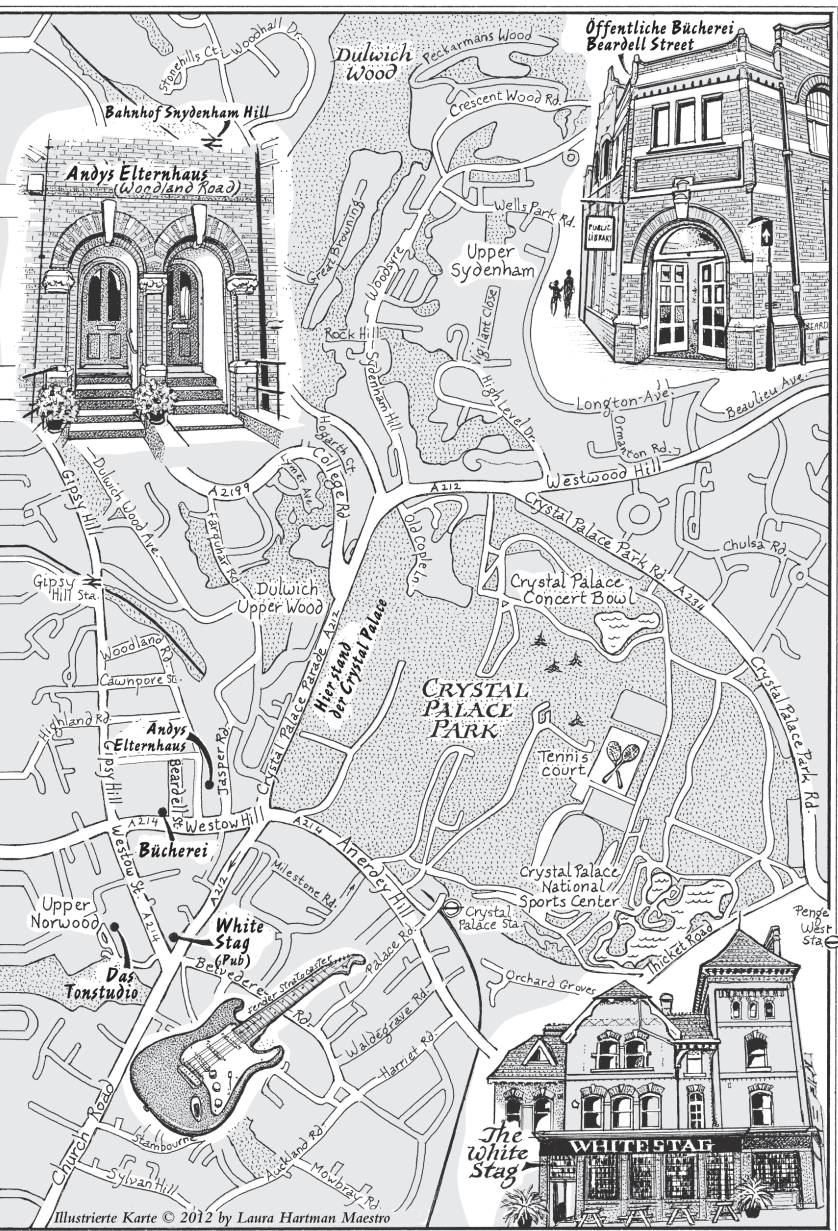 Stonehills Ct.
Woodhall Dr.
Dulwich
Wood
Peckarmans Wood
Crescent Wood Rd.
Öffentliche Bücherei
Beardell Street
Bahnhof Snydenham Hill
Andys Elternhaus
(Woodland Road)
Great Browning
Woodsyre
Wells Park Rd.
Upper
Sydenham
PUBLIC
LIBRARY
BEARD
Rock Hill
Vigilant Close
Sydenham Hill
High Level Dr.
Longton Ave.
Beaulieu Ave.
Ormanton Rd.
Hogarth Ct.
College Rd.
Lymer Ave.
A2199
A212
Westwood Hill
Gipsy Hill
Dulwich Wood Ave.
Farquhar Rd.
Old Cople Ln.
Crystal Palace Park Rd.
A234
Chulsa Rd.
Gipsy
Hill Sta.
Dulwich
Upper Wood
Crystal Palace
Concert Bowl
Woodland Rd.
Cawnpore St.
Highland Rd.
Crystal Palace Parade A212
Hier stand
der Crystal Palace
Crystal
Palace
Park
Crystal Palace Park Rd.
Andys
Elternhaus
Jasper Rd.
Gipsy Hill
Beardell St.
Tennis
court
A214
Westow Hill
A214
Anerley Hill
Bücherei
Westow St.
A214
A212
Milestone Rd.
Crystal Palace
National
Sports Center
Upper
Norwood
White
Stag
(Pub)
Crystal
Palace Sta.
Penge
West
Sta.
Das
Tonstudio
Belvedere
Rd.
Fender Stratocaster
Palace Rd.
Thicket Road
Orchard Groves
Waldegrave Rd.
Harriet Rd.
Church Road
Stambourne
Auckland Rd.
Mowbray Rd.
Sylvan Hill
The
White
Stag
WHITE STAG
Illustrierte Karte © 2012 by Laura Hartman Maestro